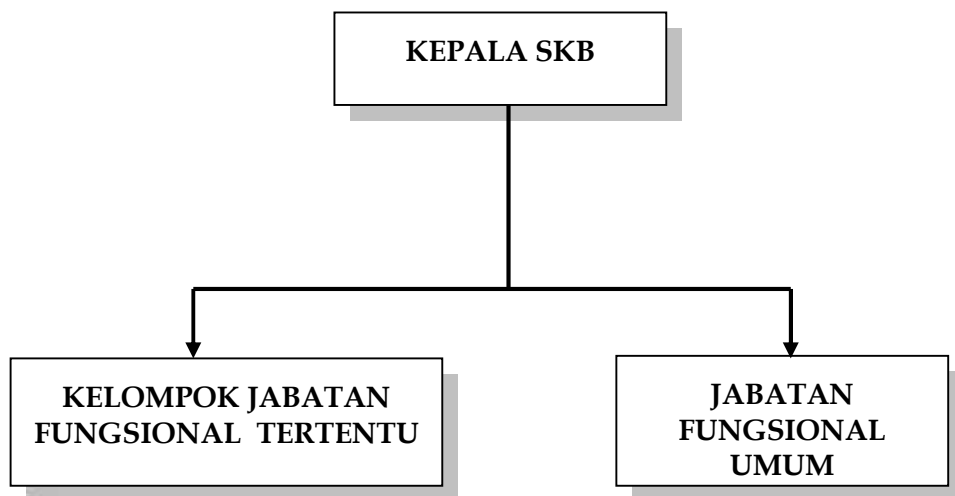 KEPALA SKB
KELOMPOK JABATAN
FUNGSIONAL TERTENTU
JABATAN
FUNGSIONAL
UMUM